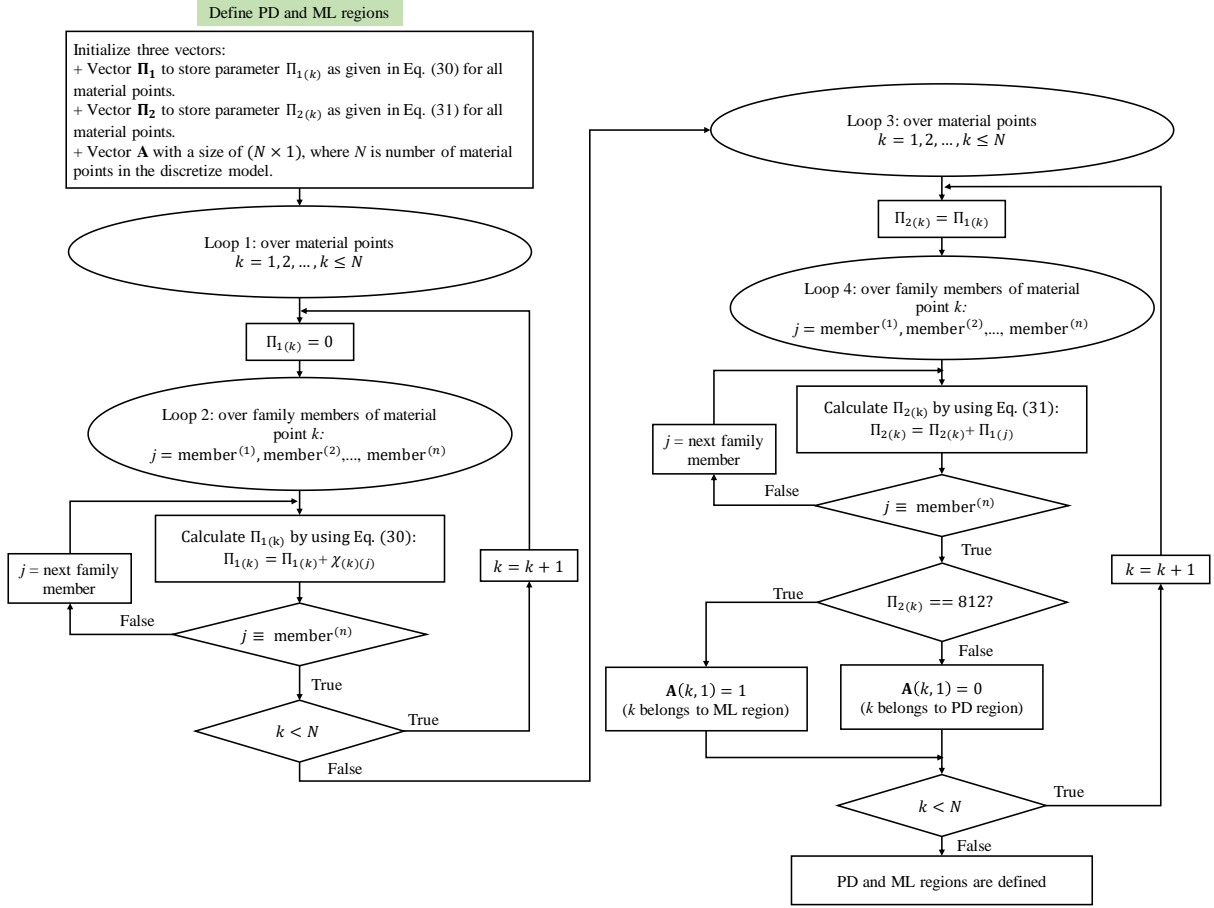 Define PD and ML regions
Initialize three vectors:
+ Vector 𝚷₁ to store parameter Π₁₍ₖ₎ as given in Eq. (30) for all
material points.
+ Vector 𝚷₂ to store parameter Π₂₍ₖ₎ as given in Eq. (31) for all
material points.
+ Vector 𝐀 with a size of (𝑁 × 1), where 𝑁 is number of material
points in the discretize model.
Loop 1: over material points
𝑘 = 1,2, … , 𝑘 ≤ 𝑁
Π₁₍ₖ₎ = 0
Loop 2: over family members of material
point k:
𝑗 = member⁽¹⁾, member⁽²⁾,…, member⁽ⁿ⁾
Calculate Π₁₍ₖ₎ by using Eq. (30):
Π₁₍ₖ₎ = Π₁₍ₖ₎+ 𝜒₍ₖ₎₍ⱼ₎
j = next family
member
False
𝑗 ≡ member⁽ⁿ⁾
True
𝑘 < 𝑁
True
False
𝑘 = 𝑘 + 1
Loop 3: over material points
𝑘 = 1,2, … , 𝑘 ≤ 𝑁
Π₂₍ₖ₎ = Π₁₍ₖ₎
Loop 4: over family members of material
point k:
𝑗 = member⁽¹⁾, member⁽²⁾,…, member⁽ⁿ⁾
Calculate Π₂₍ₖ₎ by using Eq. (31):
Π₂₍ₖ₎ = Π₂₍ₖ₎+ Π₁₍ⱼ₎
j = next family
member
False
𝑗 ≡ member⁽ⁿ⁾
True
Π₂₍ₖ₎ == 812?
True
False
𝐀(𝑘, 1) = 1
(k belongs to ML region)
𝐀(𝑘, 1) = 0
(k belongs to PD region)
𝑘 < 𝑁
True
False
𝑘 = 𝑘 + 1
PD and ML regions are defined